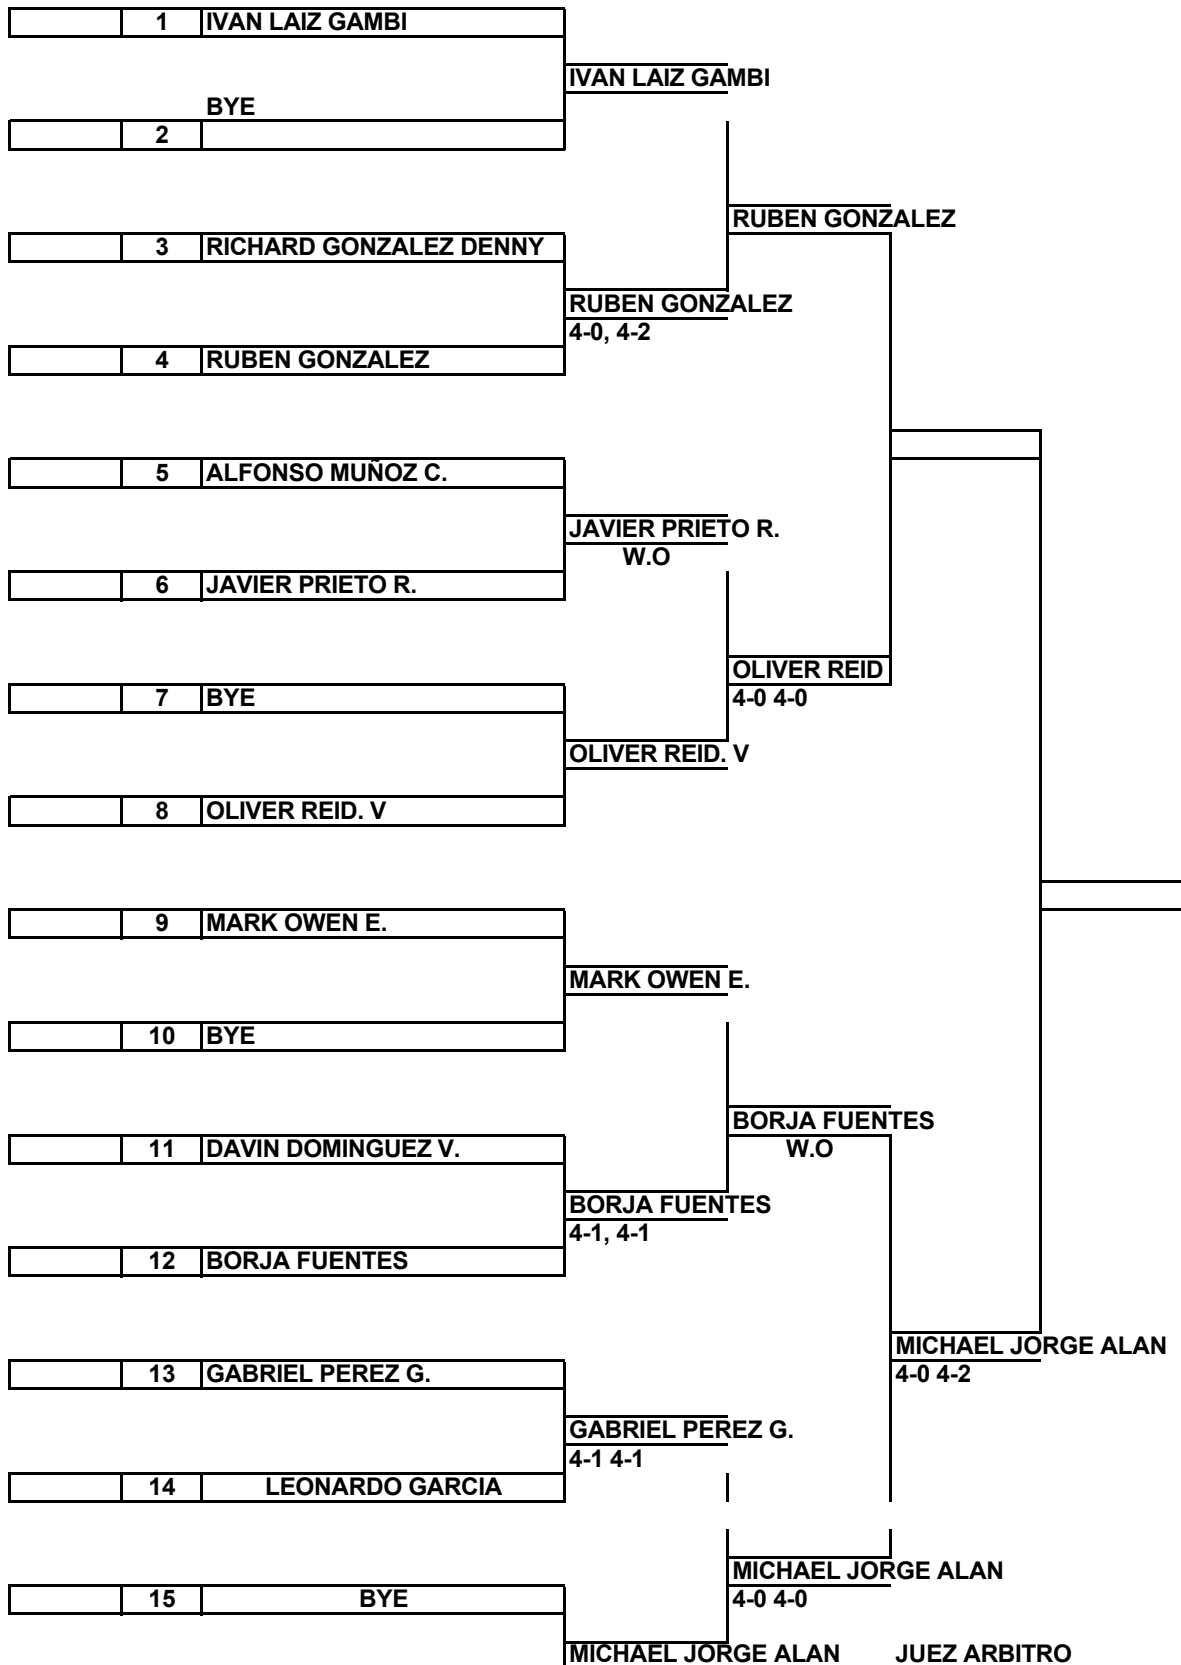 1 IVAN LAIZ GAMBI
IVAN LAIZ GAMBI
BYE
2
RUBEN GONZALEZ
3 RICHARD GONZALEZ DENNY
RUBEN GONZALEZ
4-0, 4-2
4 RUBEN GONZALEZ
5 ALFONSO MUÑOZ C.
JAVIER PRIETO R.
W.O
6 JAVIER PRIETO R.
OLIVER REID
7 BYE 4-0 4-0
OLIVER REID. V
8 OLIVER REID. V
9 MARK OWEN E.
MARK OWEN E.
10 BYE
BORJA FUENTES
11 DAVIN DOMINGUEZ V. W.O
BORJA FUENTES
4-1, 4-1
12 BORJA FUENTES
MICHAEL JORGE ALAN
13 GABRIEL PEREZ G. 4-0 4-2
GABRIEL PEREZ G.
4-1 4-1
14 LEONARDO GARCIA
MICHAEL JORGE ALAN
15 BYE 4-0 4-0
MICHAEL JORGE ALAN JUEZ ARBITRO